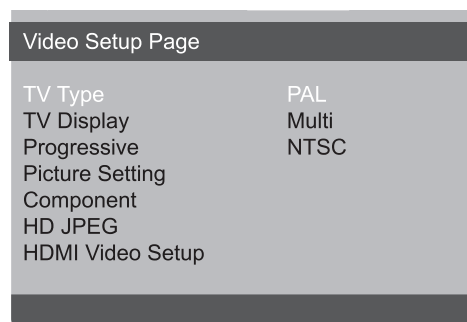 Video Setup Page
TV Type PAL
TV Display Multi
Progressive NTSC
Picture Setting
Component
HD JPEG
HDMI Video Setup